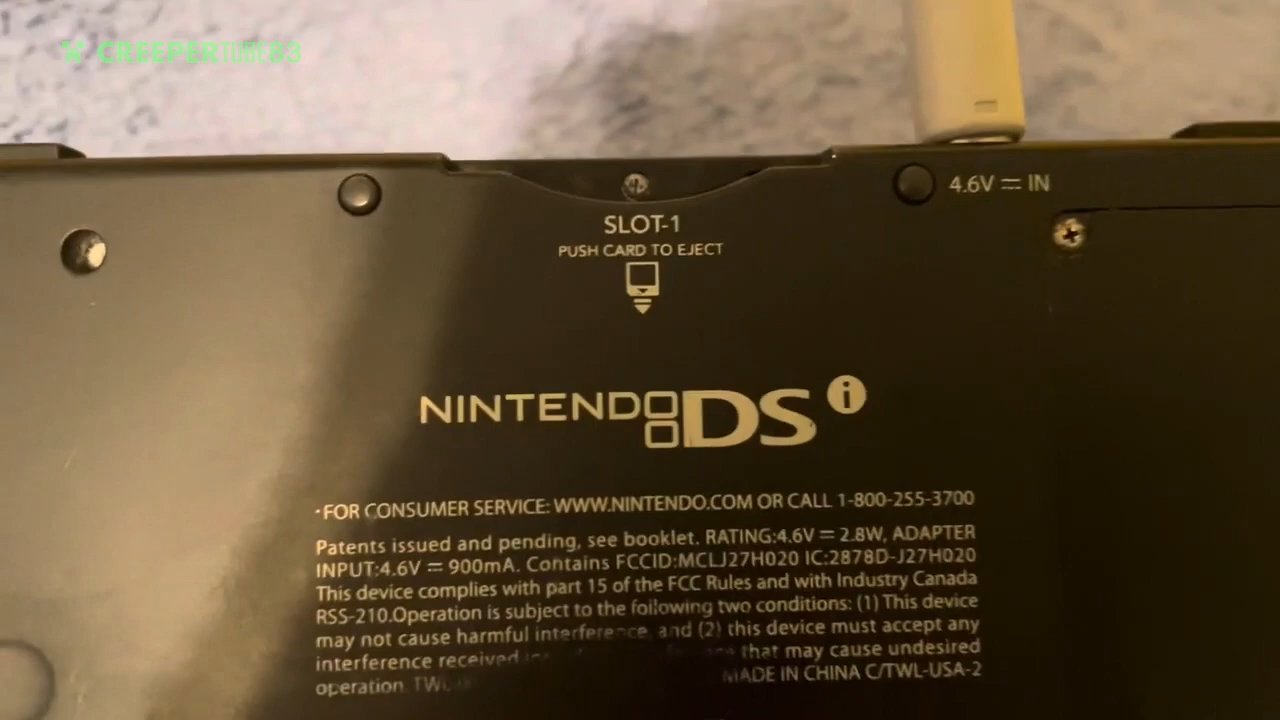 CREEPERTUBE83
4.6V ⎓ IN
SLOT-1
PUSH CARD TO EJECT
NINTENDO DS i
·FOR CONSUMER SERVICE: WWW.NINTENDO.COM OR CALL 1-800-255-3700
Patents issued and pending, see booklet. RATING:4.6V ⎓ 2.8W, ADAPTER
INPUT:4.6V ⎓ 900mA. Contains FCCID:MCLJ27H020 IC:2878D-J27H020
This device complies with part 15 of the FCC Rules and with Industry Canada
RSS-210.Operation is subject to the following two conditions: (1) This device
may not cause harmful interference, and (2) this device must accept any
interference received that may cause undesired
operation. MADE IN CHINA C/TWL-USA-2